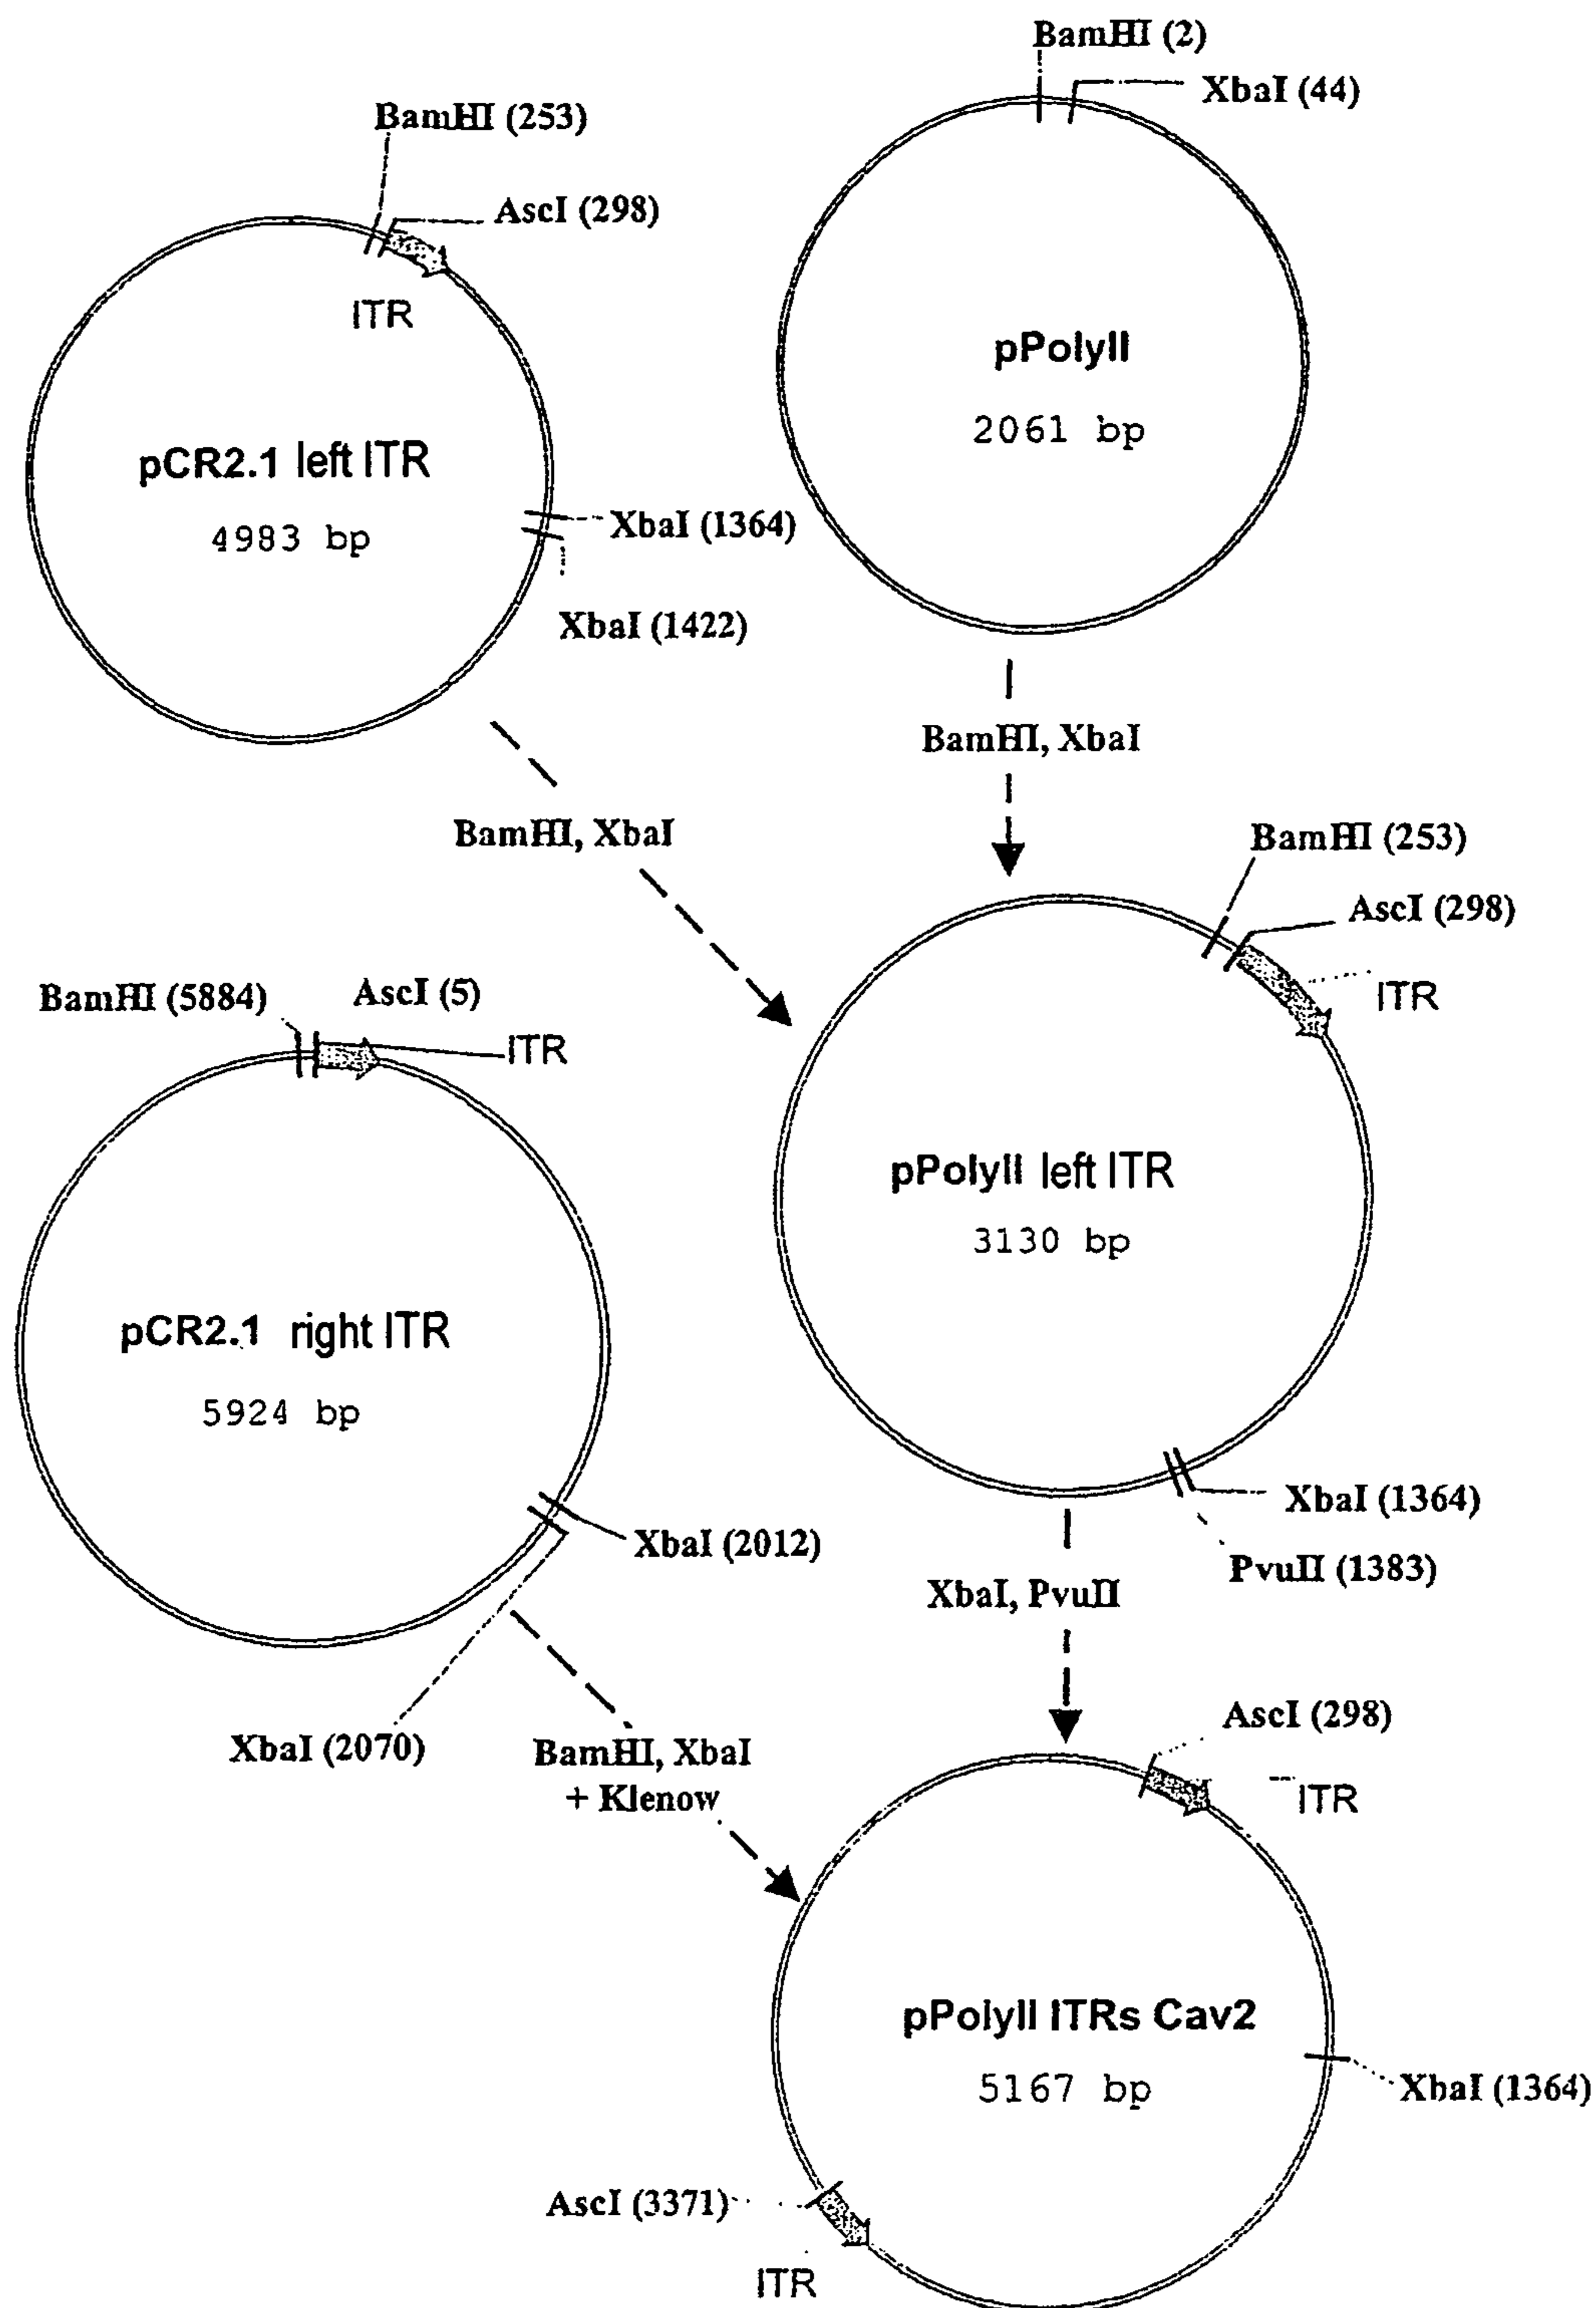 BamHI (2)
XbaI (44)
BamHI (253)
AscI (298)
ITR
pPolyII
2061 bp
pCR2.1 left ITR
4983 bp
XbaI (1364)
XbaI (1422)
BamHI, XbaI
BamHI, XbaI
BamHI (253)
AscI (298)
ITR
BamHI (5884)
AscI (5)
ITR
pPolyII left ITR
3130 bp
pCR2.1 right ITR
5924 bp
XbaI (1364)
XbaI (2012)
PvuII (1383)
XbaI, PvuII
XbaI (2070)
BamHI, XbaI
+ Klenow
AscI (298)
ITR
pPolyII ITRs Cav2
5167 bp
XbaI (1364)
AscI (3371)
ITR